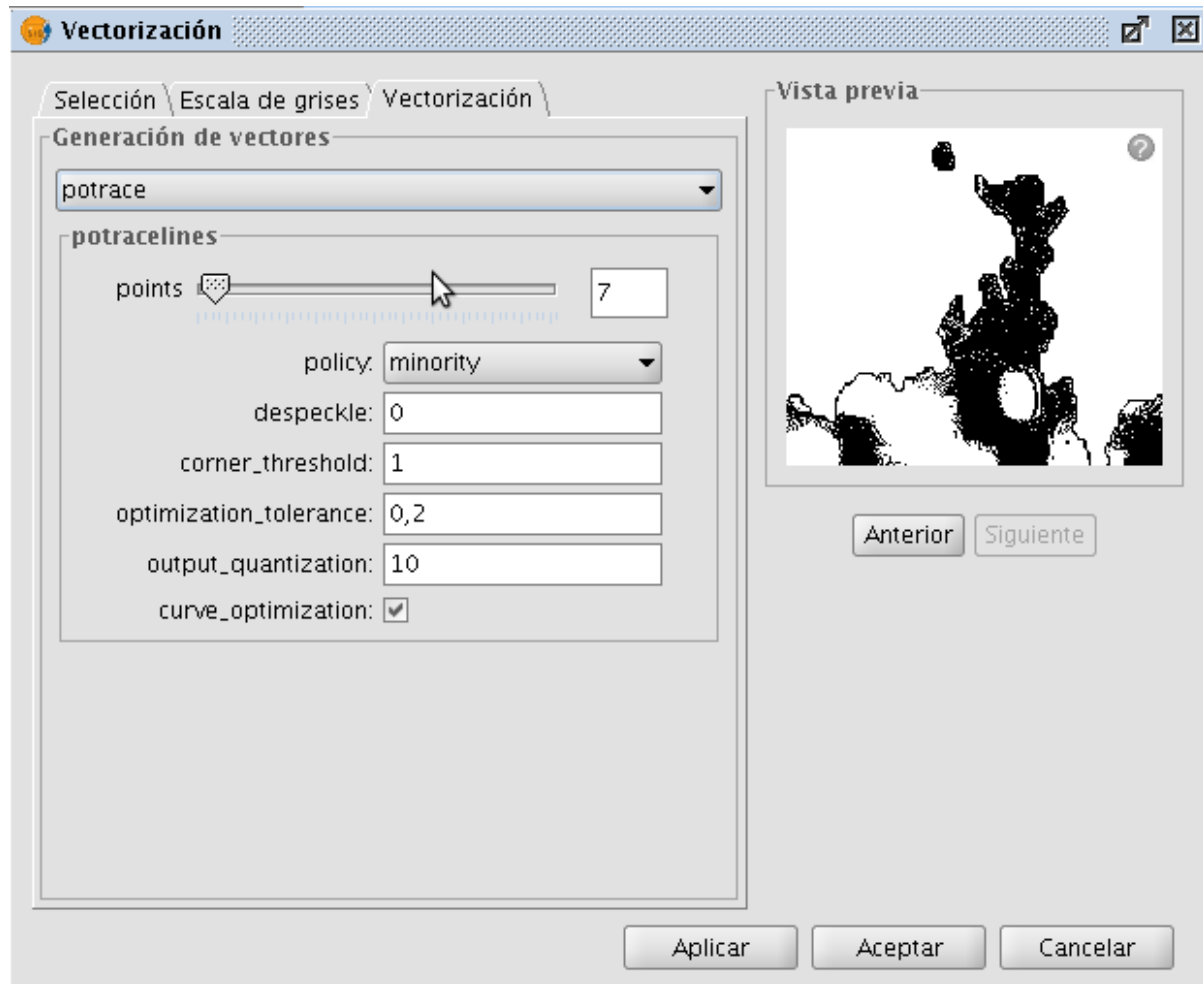 Vectorización
Selección
Escala de grises
Vectorización
Generación de vectores
potrace
potracelines
points
7
policy:
minority
despeckle:
0
corner_threshold:
1
optimization_tolerance:
0,2
output_quantization:
10
curve_optimization:
Vista previa
?
Anterior
Siguiente
Aplicar
Aceptar
Cancelar